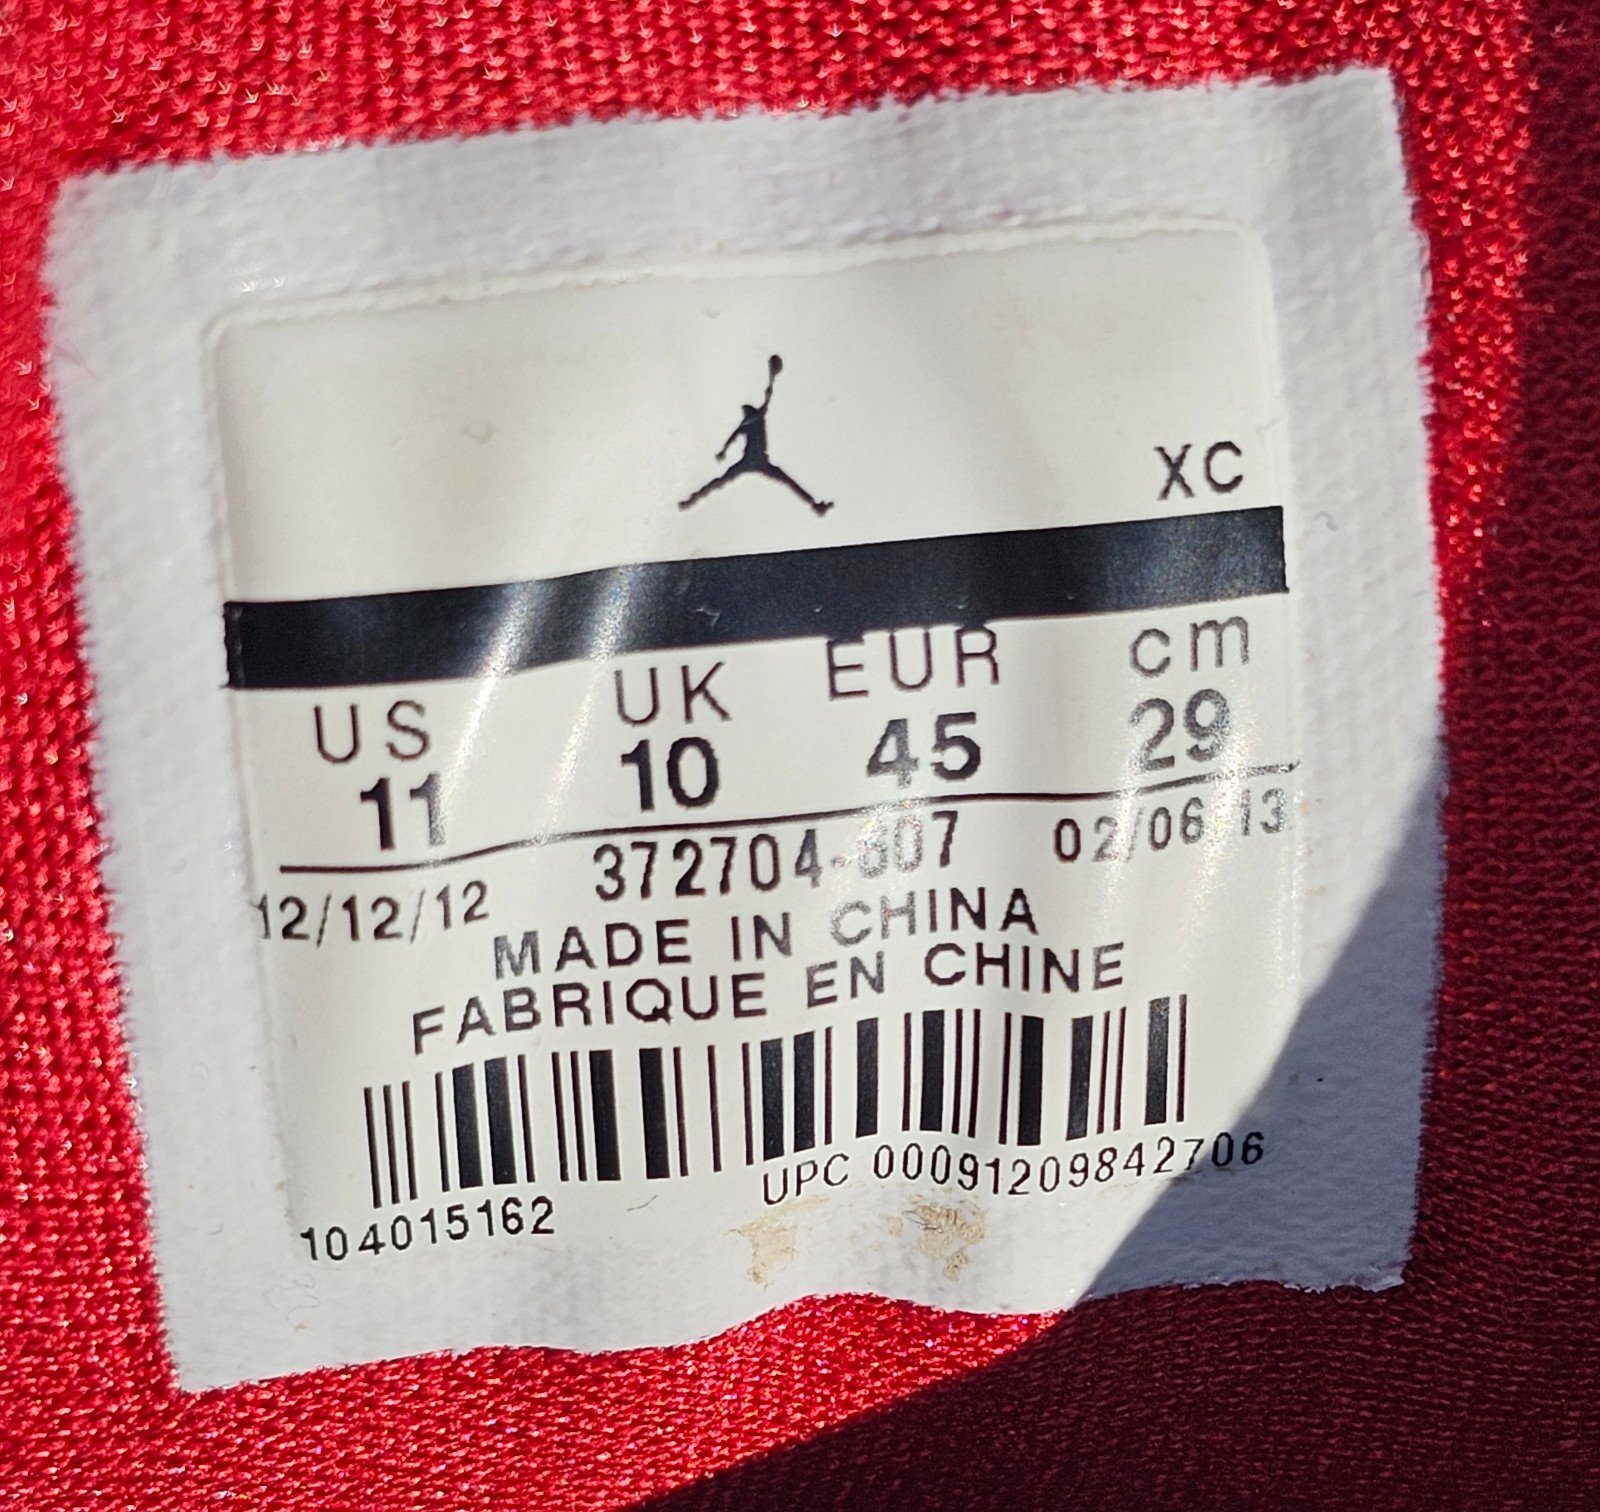 XC
US UK EUR cm
11 10 45 29
12/12/12 372704-607 02/06/13
MADE IN CHINA
FABRIQUE EN CHINE
104015162 UPC 00091209842706